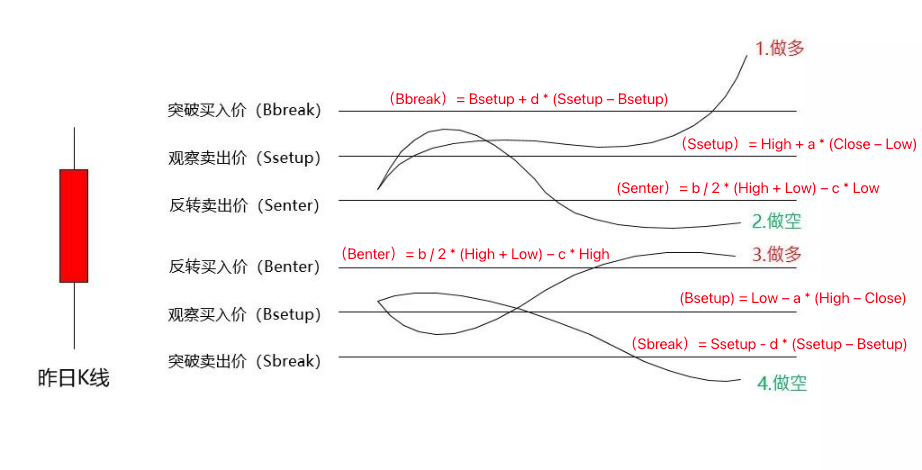 1.做多
突破买入价（Bbreak）
（Bbreak）= Bsetup + d * (Ssetup – Bsetup)
观察卖出价（Ssetup）
（Ssetup）= High + a * (Close – Low)
反转卖出价（Senter）
（Senter）= b / 2 * (High + Low) – c * Low
2.做空
反转买入价（Benter）
（Benter）= b / 2 * (High + Low) – c * High
3.做多
观察买入价（Bsetup）
（Bsetup) = Low – a * (High – Close)
突破卖出价（Sbreak）
（Sbreak）= Ssetup - d * (Ssetup – Bsetup)
4.做空
昨日K线